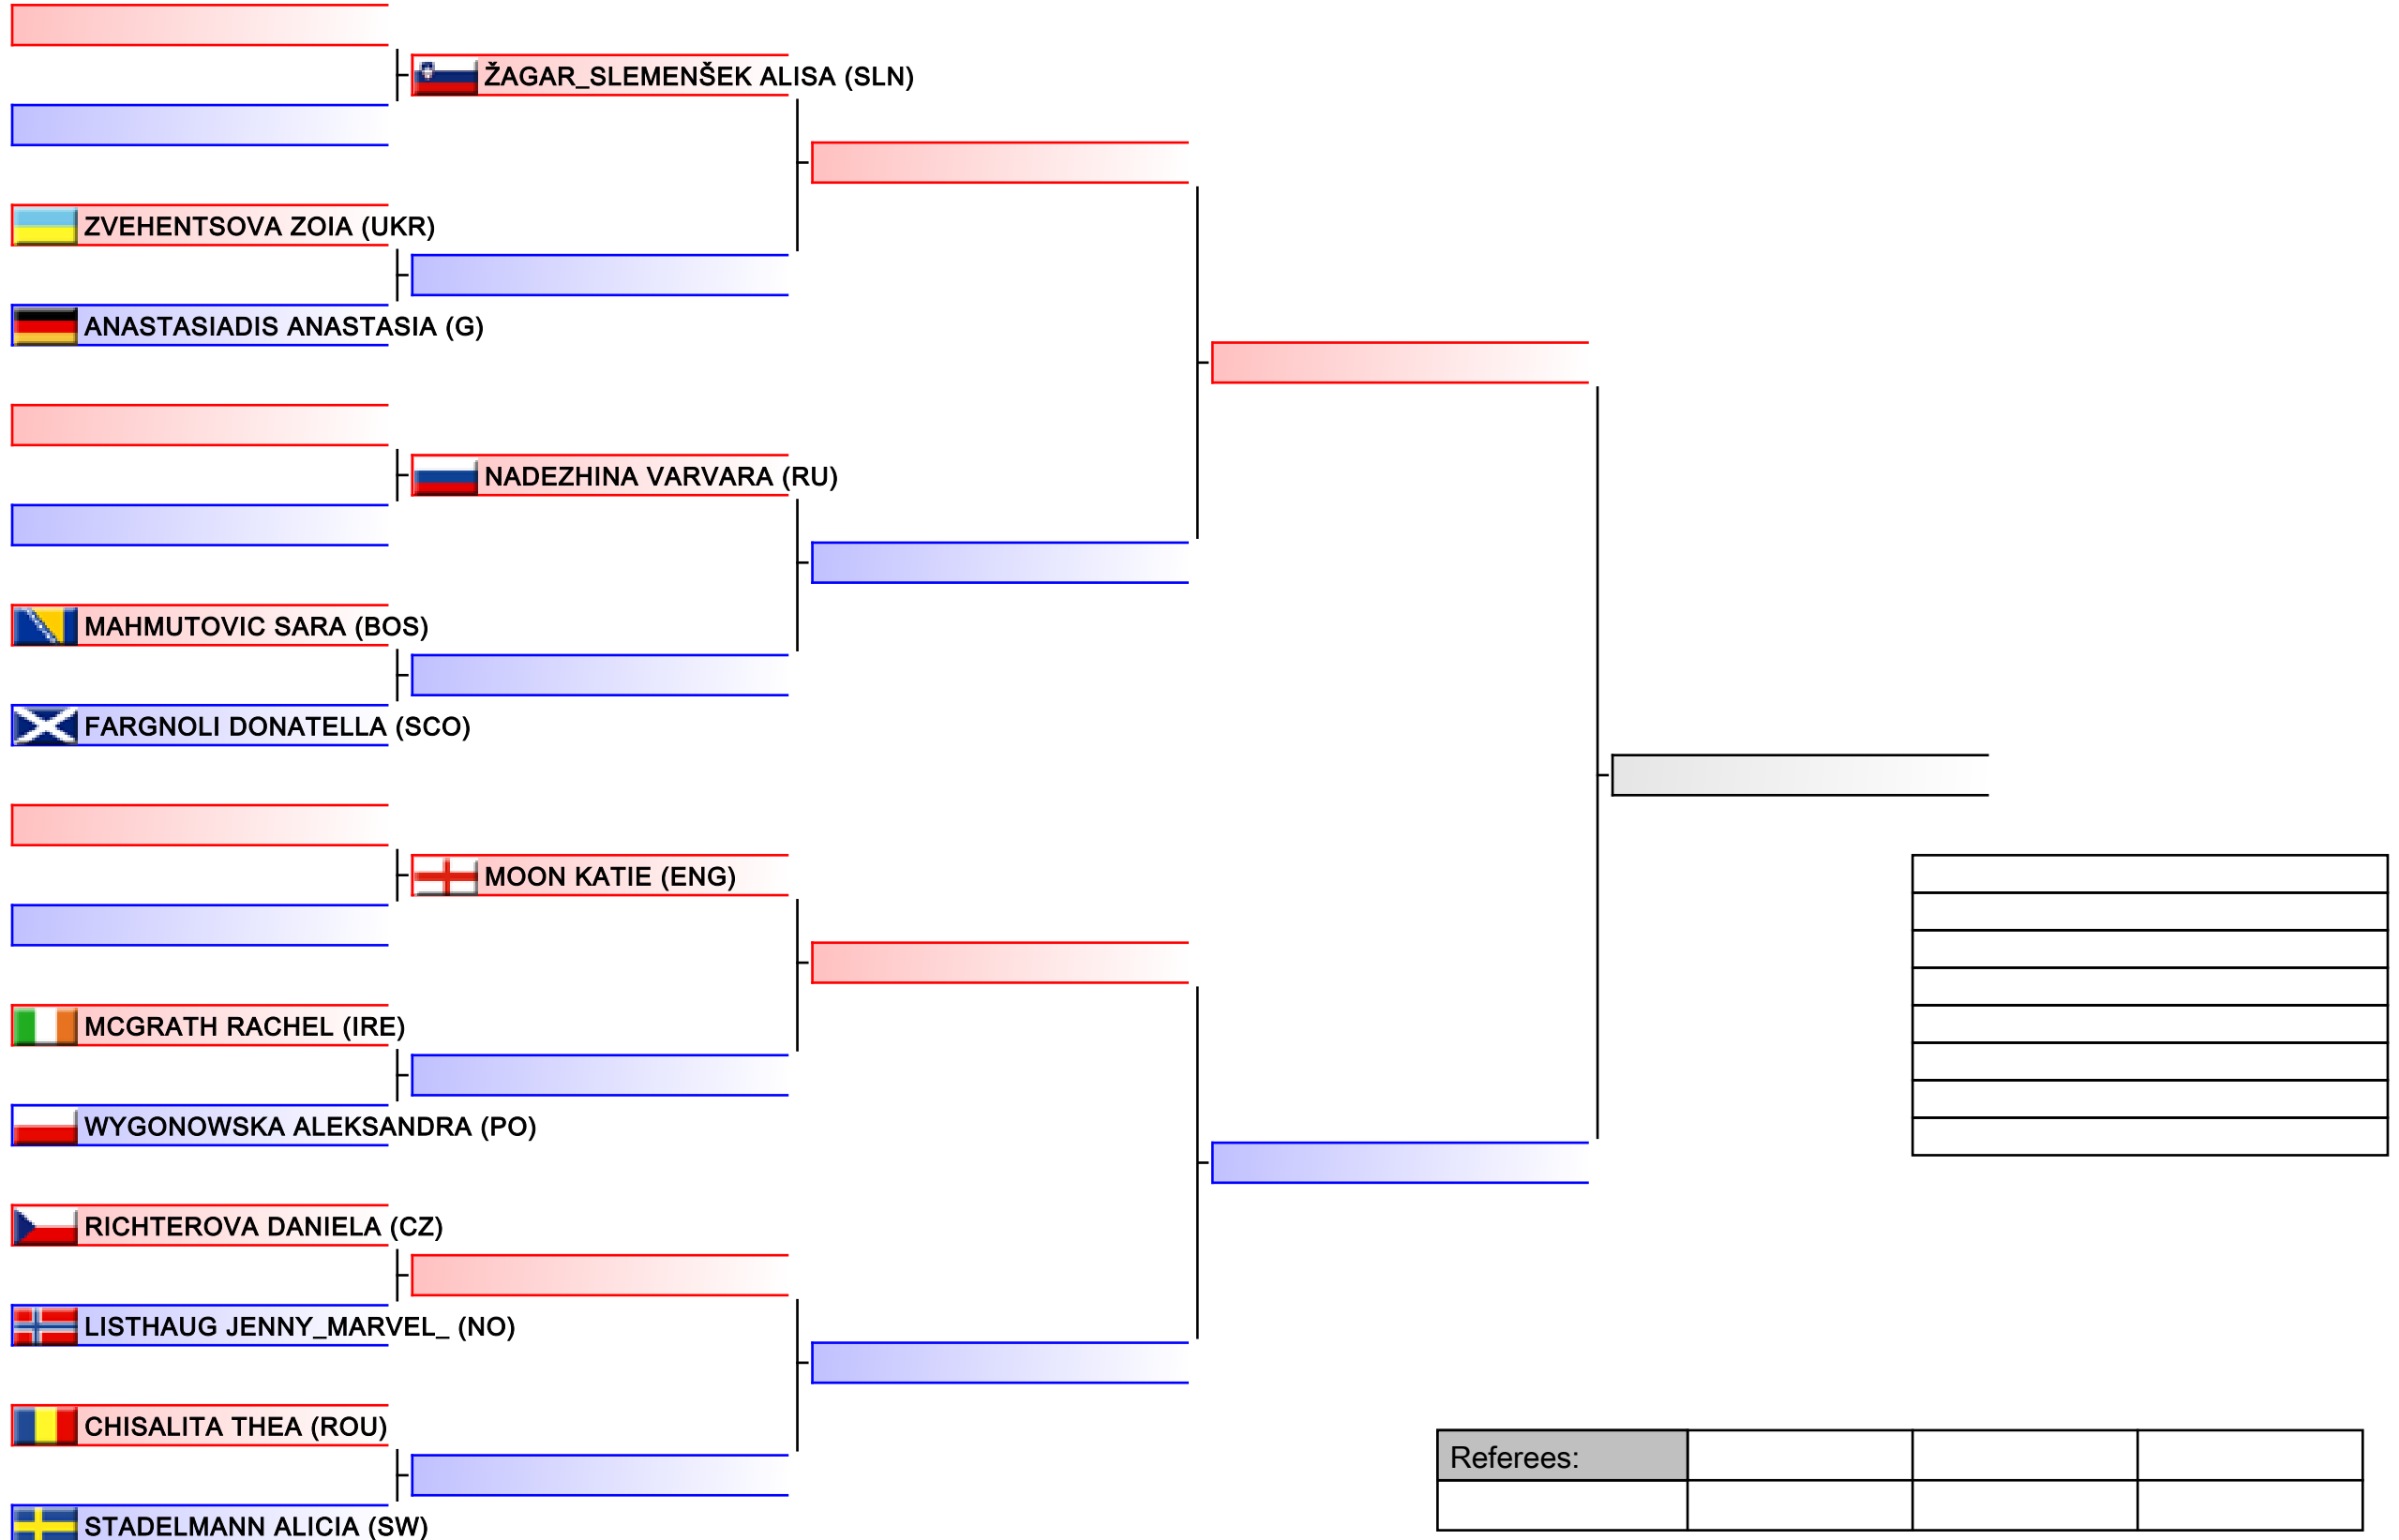 ŽAGAR_SLEMENŠEK ALISA (SLN)
ZVEHENTSOVA ZOIA (UKR)
ANASTASIADIS ANASTASIA (G)
NADEZHINA VARVARA (RU)
MAHMUTOVIC SARA (BOS)
FARGNOLI DONATELLA (SCO)
MOON KATIE (ENG)
MCGRATH RACHEL (IRE)
WYGONOWSKA ALEKSANDRA (PO)
RICHTEROVA DANIELA (CZ)
LISTHAUG JENNY_MARVEL_ (NO)
CHISALITA THEA (ROU)
Referees:
STADELMANN ALICIA (SW)